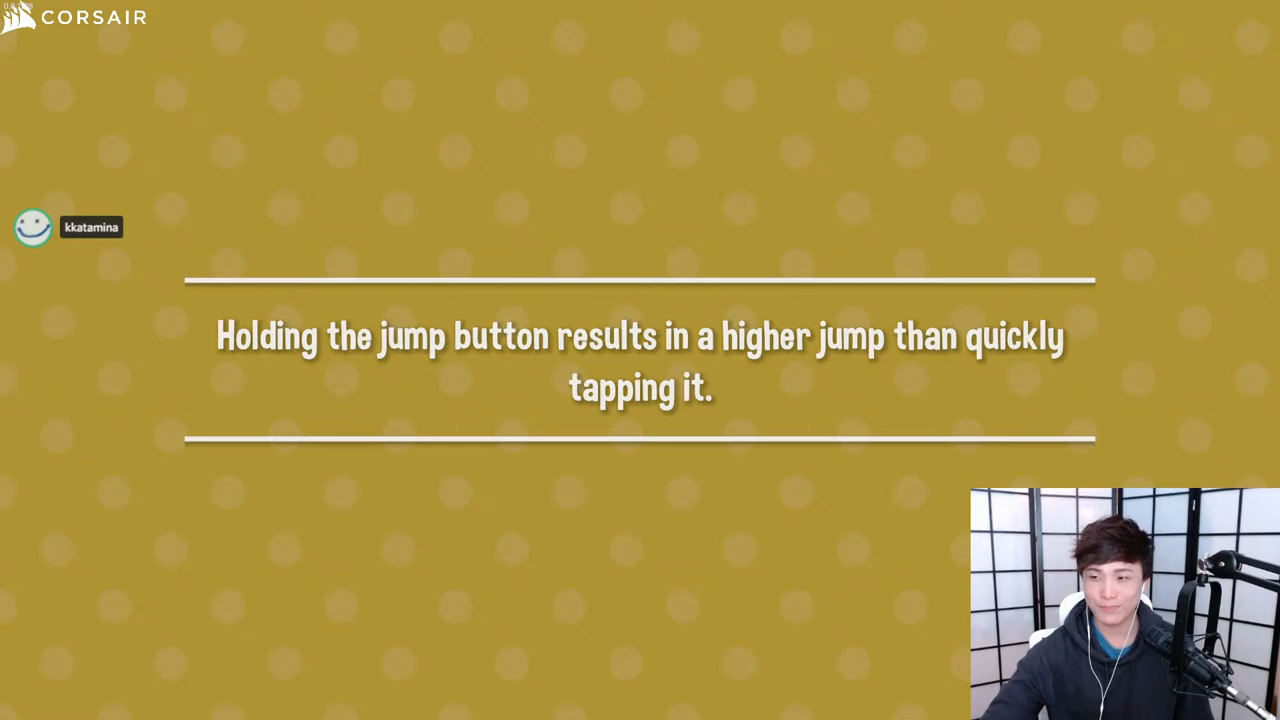 CORSAIR
kkatamina
Holding the jump button results in a higher jump than quickly
tapping it.